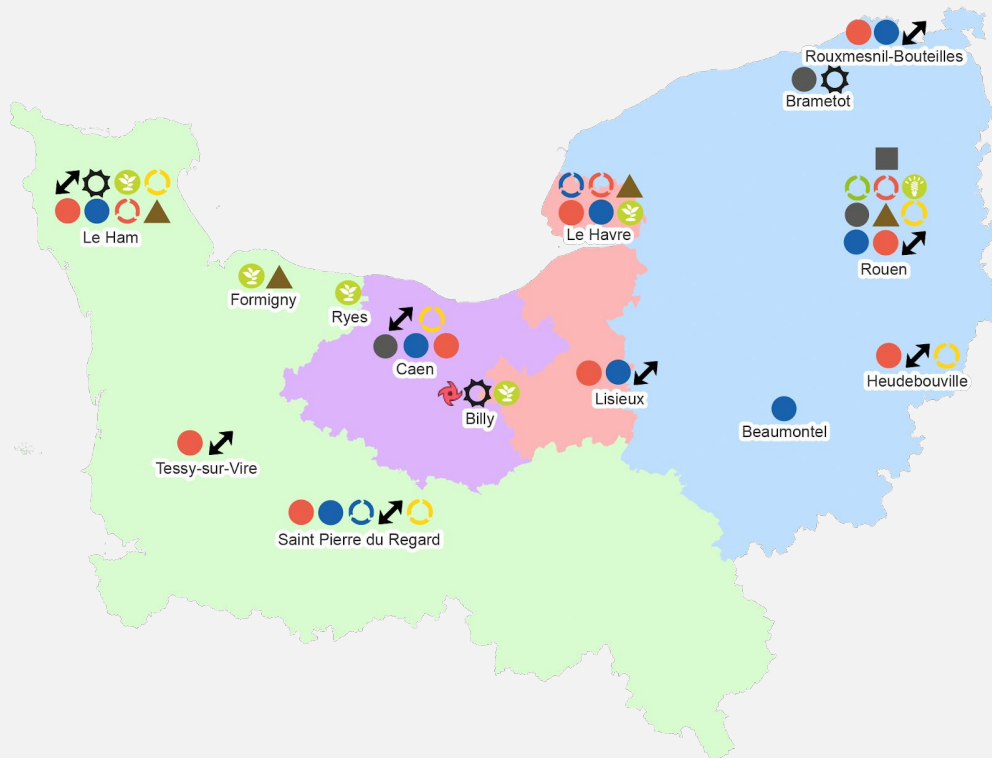 Rouxmesnil-Bouteilles
Brametot
Le Ham
Le Havre
Rouen
Formigny
Ryes
Caen
Heudebouville
Lisieux
Billy
Beaumontel
Tessy-sur-Vire
Saint Pierre du Regard